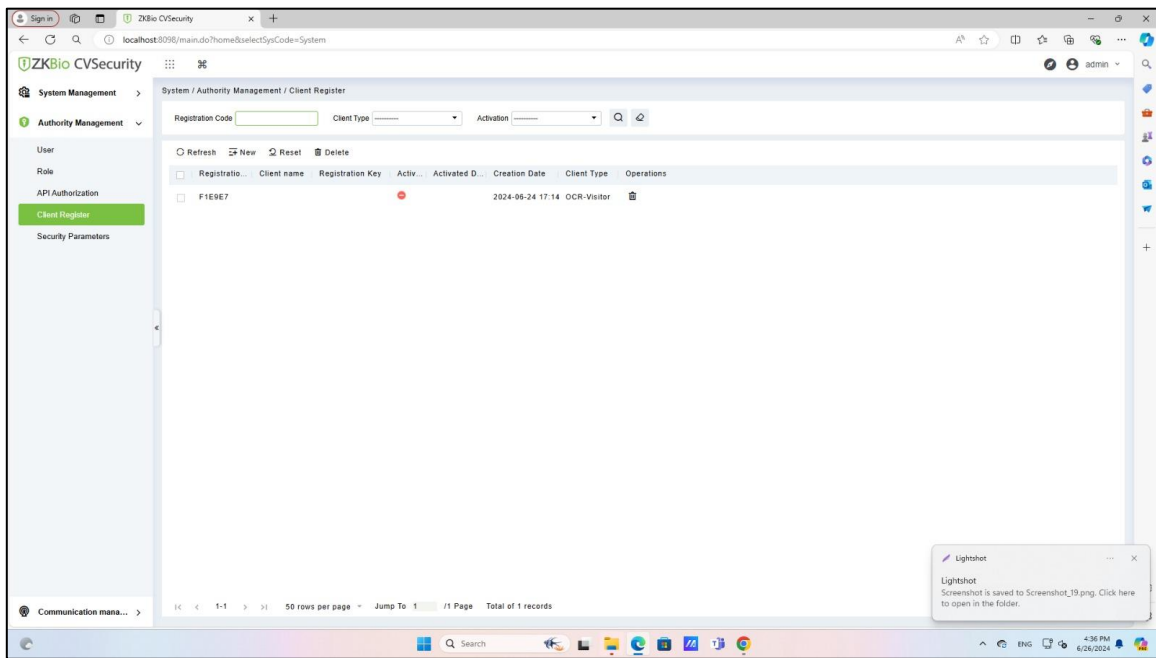 Sign in ZKBio CVSecurity
localhost:8098/main.do?home&selectSysCode=System
ZKBio CVSecurity admin
System Management
System / Authority Management / Client Register
Authority Management
Registration Code Client Type ---------- Activation ----------
User
Refresh New Reset Delete
Role
Registratio... Client name Registration Key Activ... Activated D... Creation Date Client Type Operations
API Authorization
F1E9E7 2024-06-24 17:14 OCR-Visitor
Client Register
Security Parameters
Lightshot
Lightshot
Screenshot is saved to Screenshot_19.png. Click here
to open in the folder.
Communication mana...
1-1 50 rows per page Jump To 1 /1 Page Total of 1 records
Search ENG 4:36 PM
6/26/2024